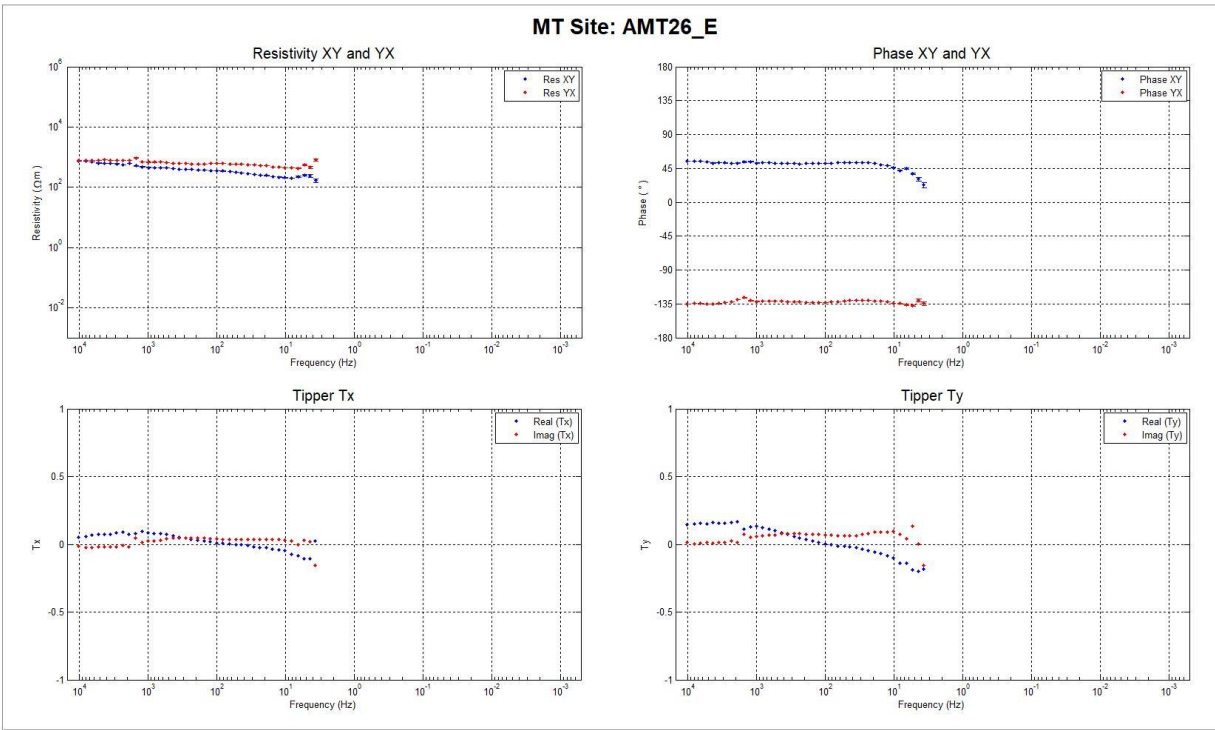 MT Site: AMT26_E
Resistivity XY and YX
Res XY
Res YX
Resistivity (Ωm)
10^6
10^4
10^2
10^0
10^-2
10^4 10^3 10^2 10^1 10^0 10^-1 10^-2 10^-3
Frequency (Hz)
Phase XY and YX
Phase XY
Phase YX
Phase (°)
180
135
90
45
0
-45
-90
-135
-180
10^4 10^3 10^2 10^1 10^0 10^-1 10^-2 10^-3
Frequency (Hz)
Tipper Tx
Real (Tx)
Imag (Tx)
Tx
1
0.5
0
-0.5
-1
10^4 10^3 10^2 10^1 10^0 10^-1 10^-2 10^-3
Frequency (Hz)
Tipper Ty
Real (Ty)
Imag (Ty)
Ty
1
0.5
0
-0.5
-1
10^4 10^3 10^2 10^1 10^0 10^-1 10^-2 10^-3
Frequency (Hz)